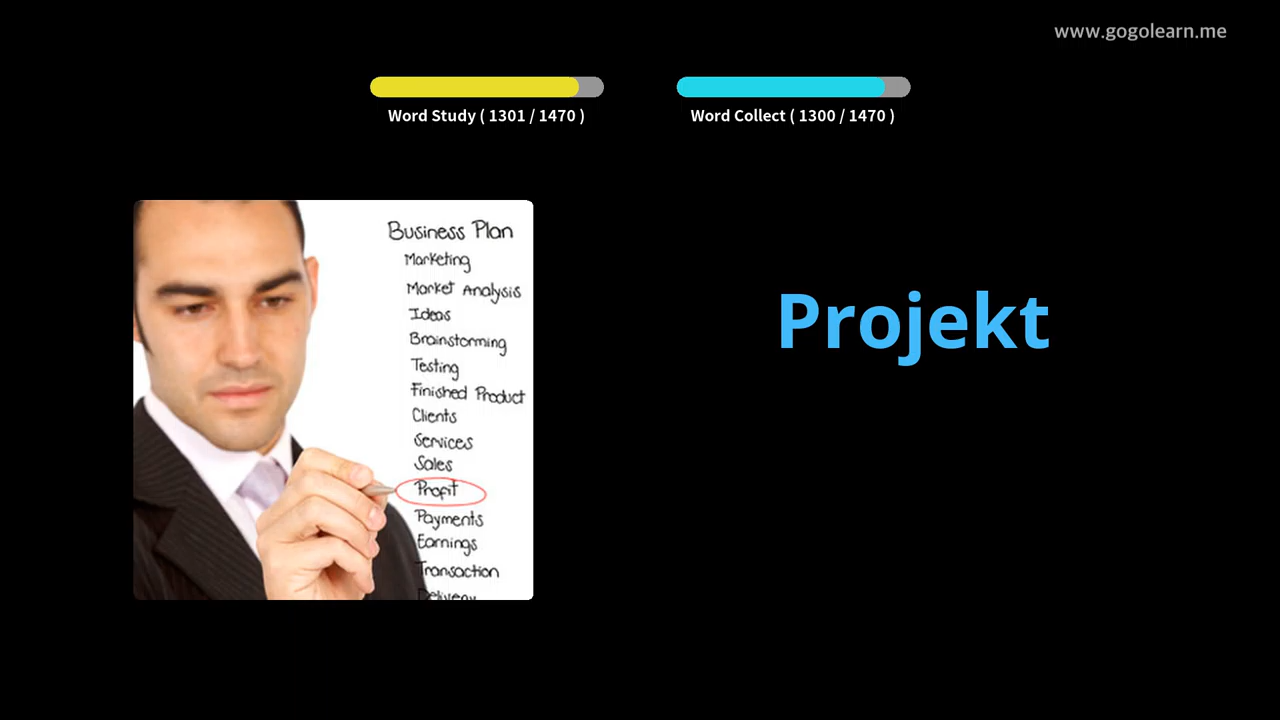 www.gogolearn.me
Word Study ( 1301 / 1470 )
Word Collect ( 1300 / 1470 )
Business Plan
Marketing
Market Analysis
Ideas
Brainstorming
Testing
Finished Product
Clients
Services
Sales
Profit
Payments
Earnings
Transaction
Delivery
Projekt